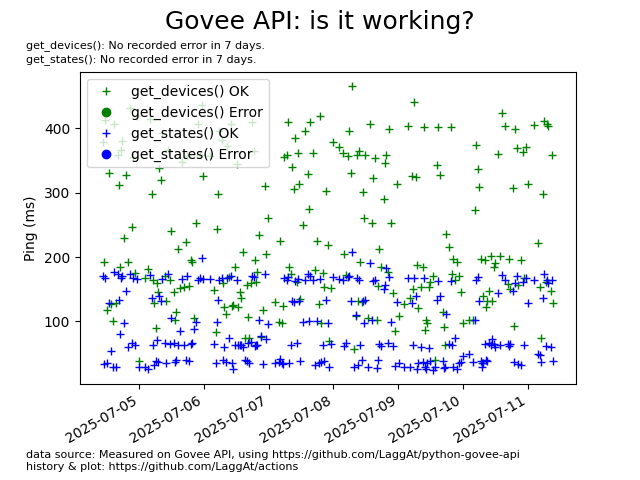 Govee API: is it working?
get_devices(): No recorded error in 7 days.
get_states(): No recorded error in 7 days.
get_devices() OK
get_devices() Error
get_states() OK
get_states() Error
400
300
200
100
Ping (ms)
2025-07-05
2025-07-06
2025-07-07
2025-07-08
2025-07-09
2025-07-10
2025-07-11
data source: Measured on Govee API, using https://github.com/LaggAt/python-govee-api
history & plot: https://github.com/LaggAt/actions